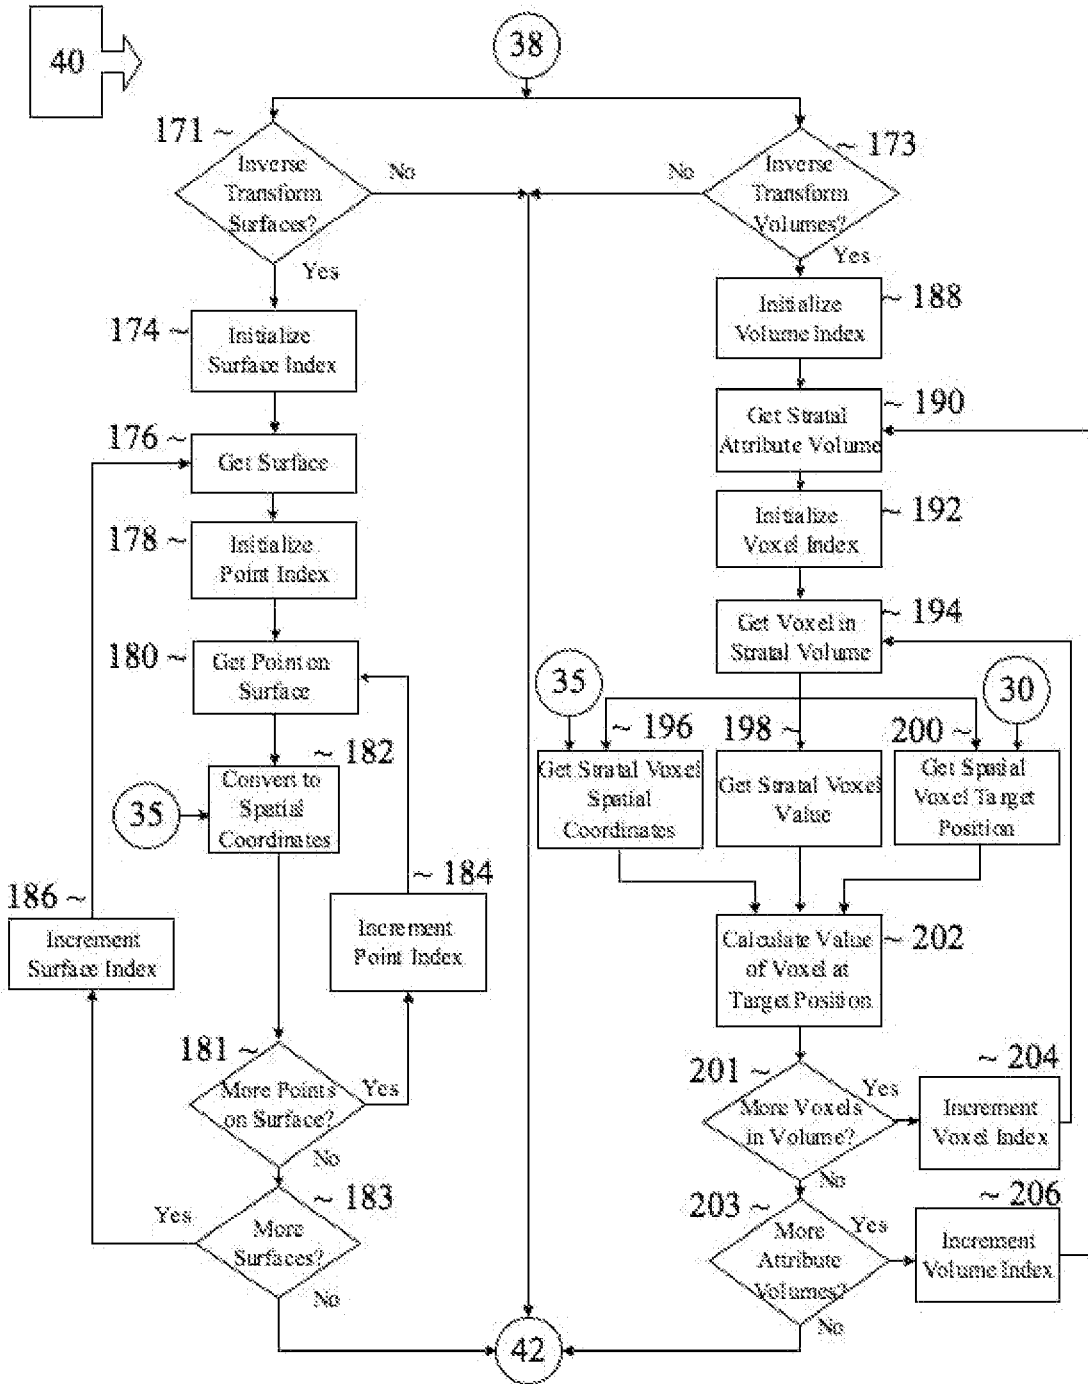 40
38
171 ~
Inverse
Transform
Surfaces?
No
Yes
~ 173
Inverse
Transform
Volumes?
No
Yes
174 ~
Initialize
Surface Index
176 ~
Get Surface
178 ~
Initialize
Point Index
180 ~
Get Point on
Surface
~ 182
Convert to
Spatial
Coordinates
35
~ 184
Increment
Point Index
186 ~
Increment
Surface Index
181 ~
More Points
on Surface?
Yes
No
~ 183
More
Surfaces?
Yes
No
~ 188
Initialize
Volume Index
~ 190
Get Stratal
Attribute Volume
~ 192
Initialize
Voxel Index
~ 194
Get Voxel in
Stratal Volume
35
30
~ 196
Get Stratal Voxel
Spatial
Coordinates
198 ~
Get Stratal Voxel
Value
200 ~
Get Spatial
Voxel Target
Position
~ 202
Calculate Value
of Voxel at
Target Position
201 ~
More Voxels
in Volume?
Yes
No
~ 204
Increment
Voxel Index
203 ~
More
Attribute
Volumes?
Yes
No
~ 206
Increment
Volume Index
42